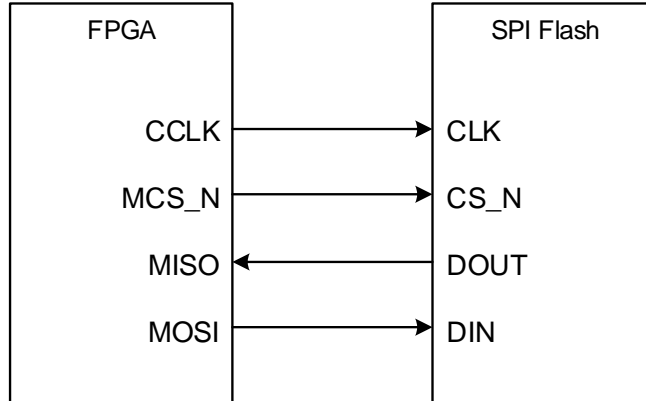 FPGA
SPI Flash
CCLK
CLK
MCS_N
CS_N
MISO
DOUT
MOSI
DIN